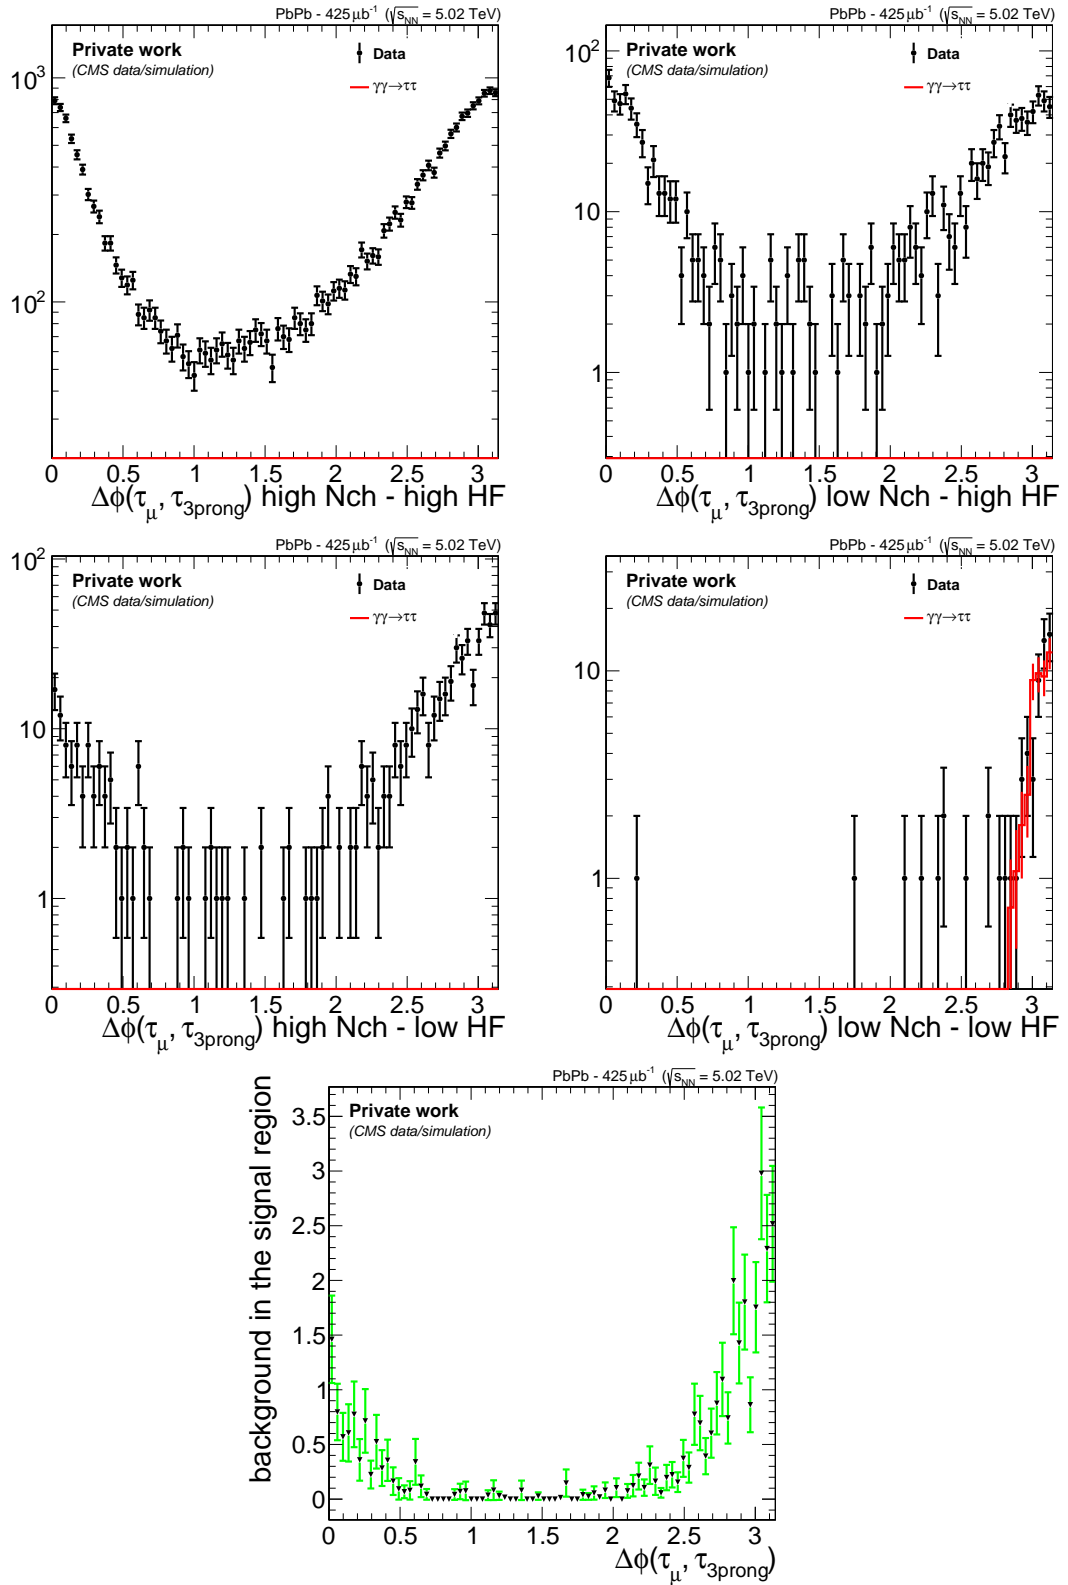 PbPb - 425 μb⁻¹ (√s_NN = 5.02 TeV)
Private work
(CMS data/simulation)
Data
γγ→ττ
10³
10²
0 0.5 1 1.5 2 2.5 3
Δϕ(τ_μ, τ_3prong) high Nch - high HF
PbPb - 425 μb⁻¹ (√s_NN = 5.02 TeV)
Private work
(CMS data/simulation)
Data
γγ→ττ
10²
10
1
0 0.5 1 1.5 2 2.5 3
Δϕ(τ_μ, τ_3prong) low Nch - high HF
PbPb - 425 μb⁻¹ (√s_NN = 5.02 TeV)
Private work
(CMS data/simulation)
Data
γγ→ττ
10²
10
1
0 0.5 1 1.5 2 2.5 3
Δϕ(τ_μ, τ_3prong) high Nch - low HF
PbPb - 425 μb⁻¹ (√s_NN = 5.02 TeV)
Private work
(CMS data/simulation)
Data
γγ→ττ
10
1
0 0.5 1 1.5 2 2.5 3
Δϕ(τ_μ, τ_3prong) low Nch - low HF
PbPb - 425 μb⁻¹ (√s_NN = 5.02 TeV)
Private work
(CMS data/simulation)
background in the signal region
3.5
3
2.5
2
1.5
1
0.5
0
0 0.5 1 1.5 2 2.5 3
Δϕ(τ_μ, τ_3prong)